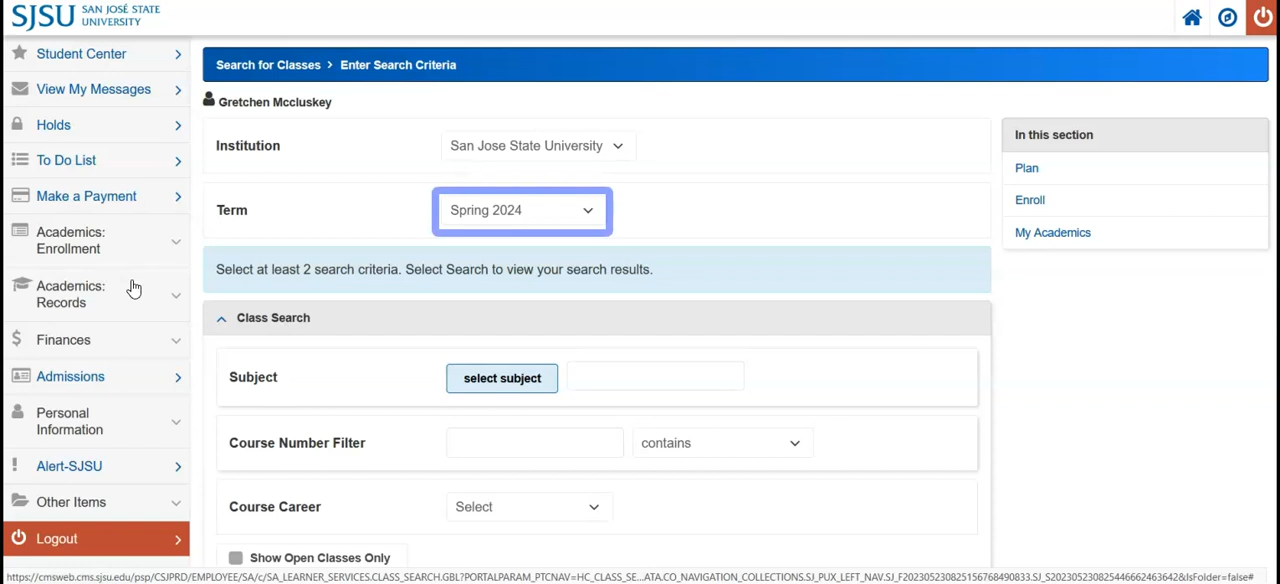 SJSU SAN JOSÉ STATE
UNIVERSITY
Student Center
View My Messages
Holds
To Do List
Make a Payment
Academics:
Enrollment
Academics:
Records
Finances
Admissions
Personal
Information
Alert-SJSU
Other Items
Logout
Search for Classes › Enter Search Criteria
Gretchen Mccluskey
Institution San Jose State University
Term Spring 2024
Select at least 2 search criteria. Select Search to view your search results.
Class Search
Subject select subject
Course Number Filter contains
Course Career Select
Show Open Classes Only
In this section
Plan
Enroll
My Academics
https://cmsweb.cms.sjsu.edu/psp/CSJPRD/EMPLOYEE/SA/c/SA_LEARNER_SERVICES.CLASS_SEARCH.GBL?PORTALPARAM_PTCNAV=HC_CLASS_SE...ATA.CO_NAVIGATION_COLLECTIONS.SJ_PUX_LEFT_NAV.SJ_F202305230825156768490833.SJ_S202305230825446662463642&IsFolder=false#